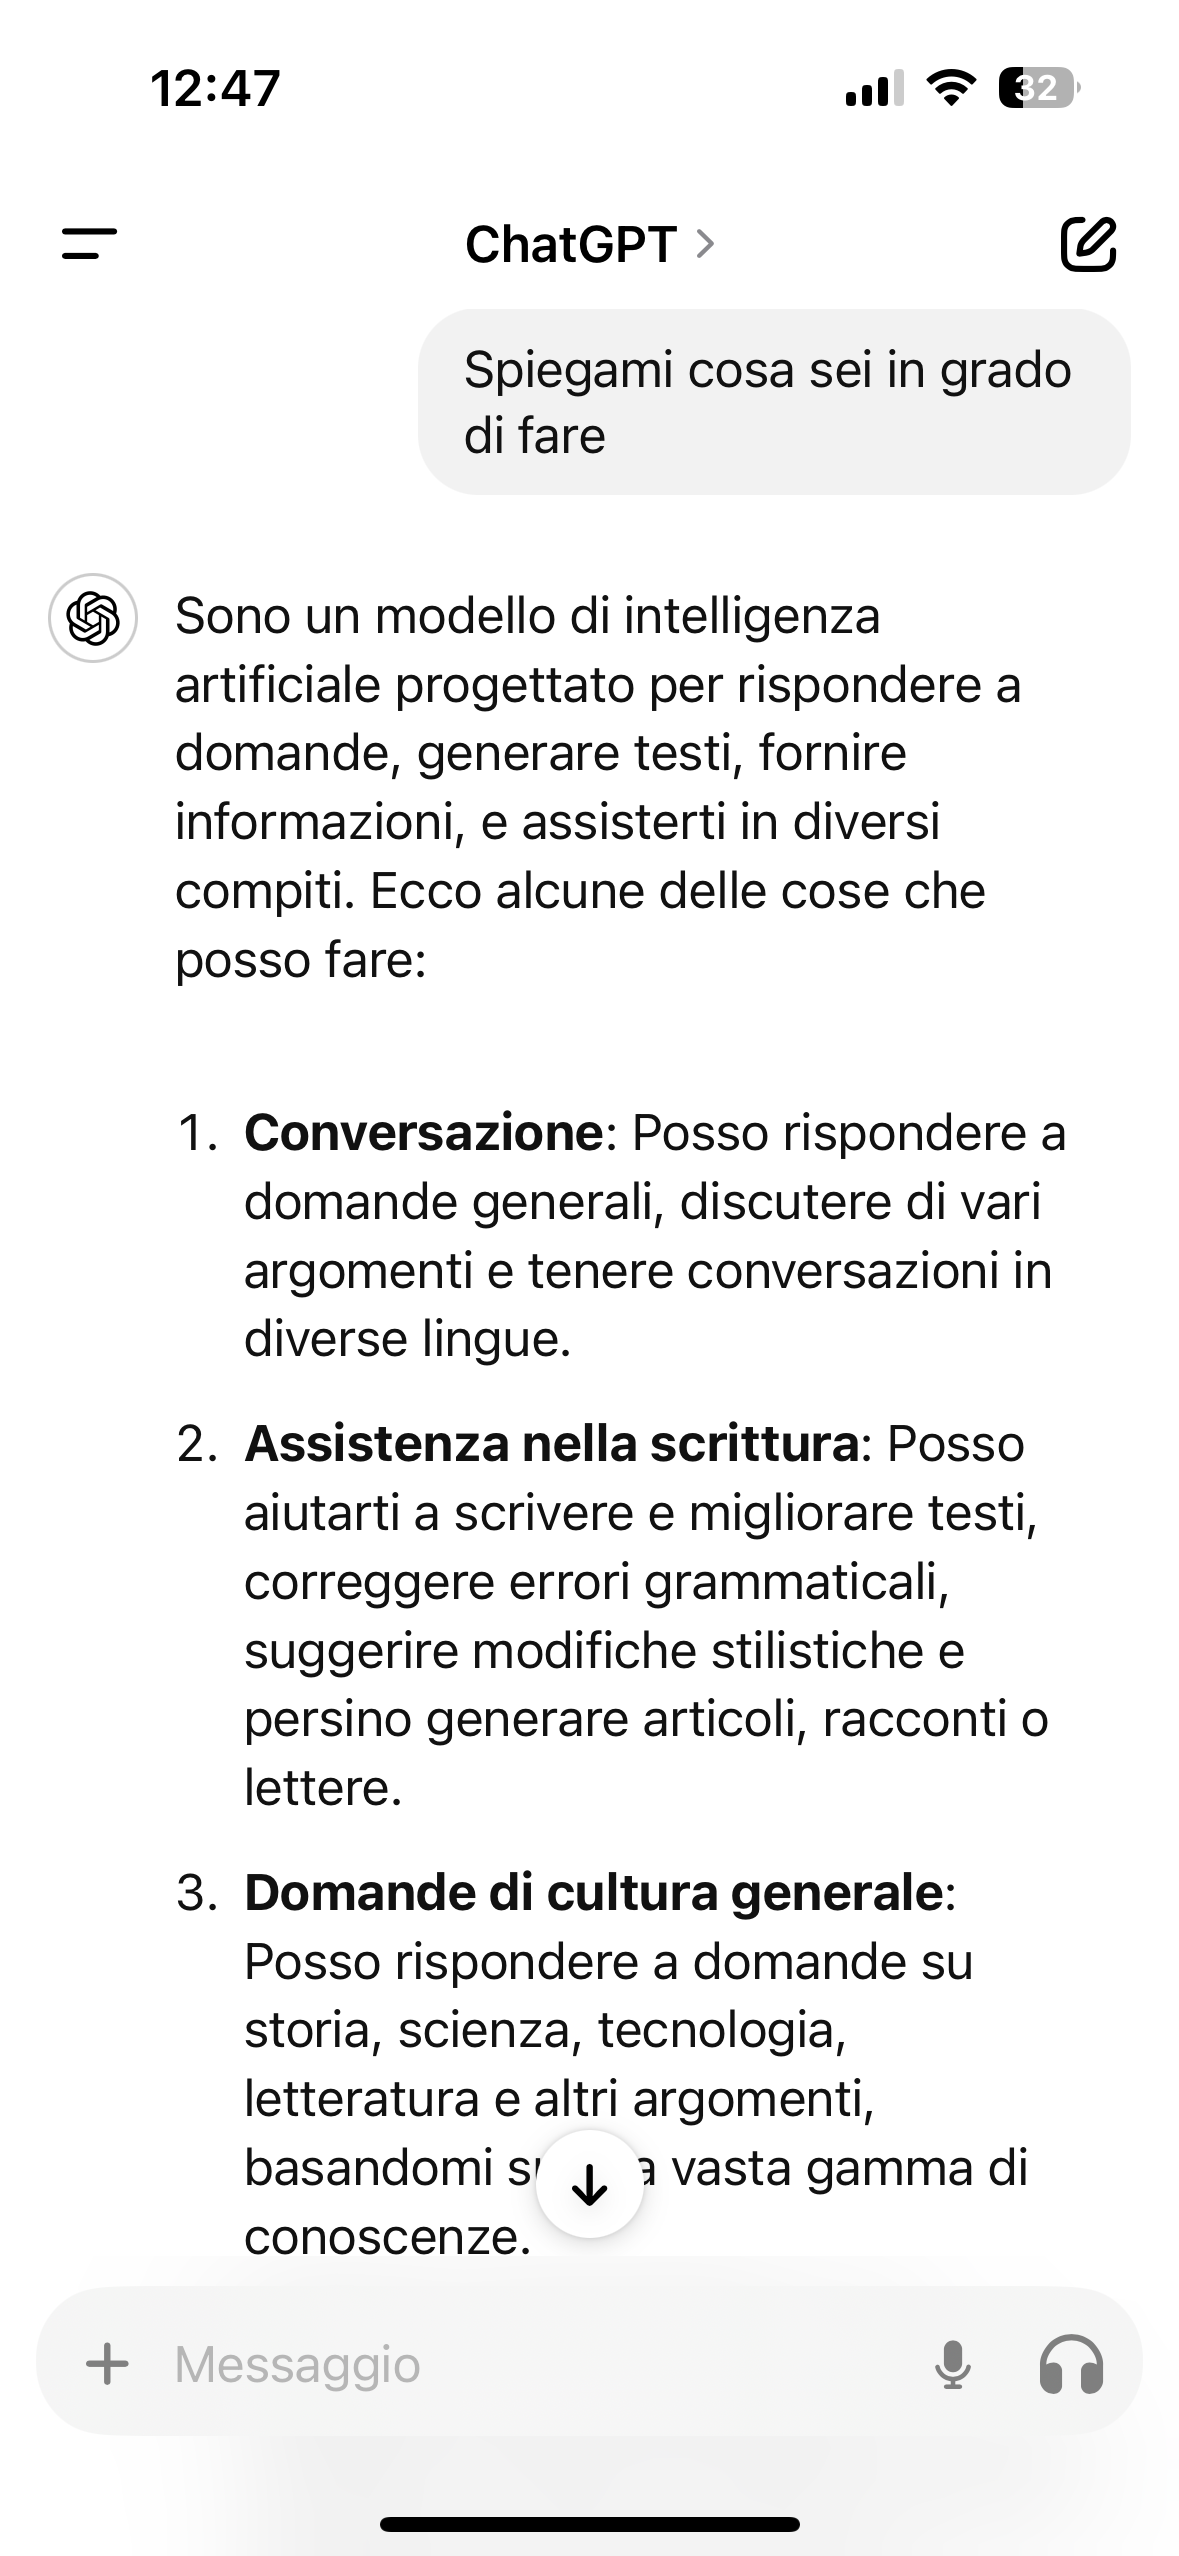 12:47
32
ChatGPT
Spiegami cosa sei in grado
di fare
Sono un modello di intelligenza
artificiale progettato per rispondere a
domande, generare testi, fornire
informazioni, e assisterti in diversi
compiti. Ecco alcune delle cose che
posso fare:
1. Conversazione: Posso rispondere a
domande generali, discutere di vari
argomenti e tenere conversazioni in
diverse lingue.
2. Assistenza nella scrittura: Posso
aiutarti a scrivere e migliorare testi,
correggere errori grammaticali,
suggerire modifiche stilistiche e
persino generare articoli, racconti o
lettere.
3. Domande di cultura generale:
Posso rispondere a domande su
storia, scienza, tecnologia,
letteratura e altri argomenti,
basandomi vasta gamma di
conoscenze.
Messaggio